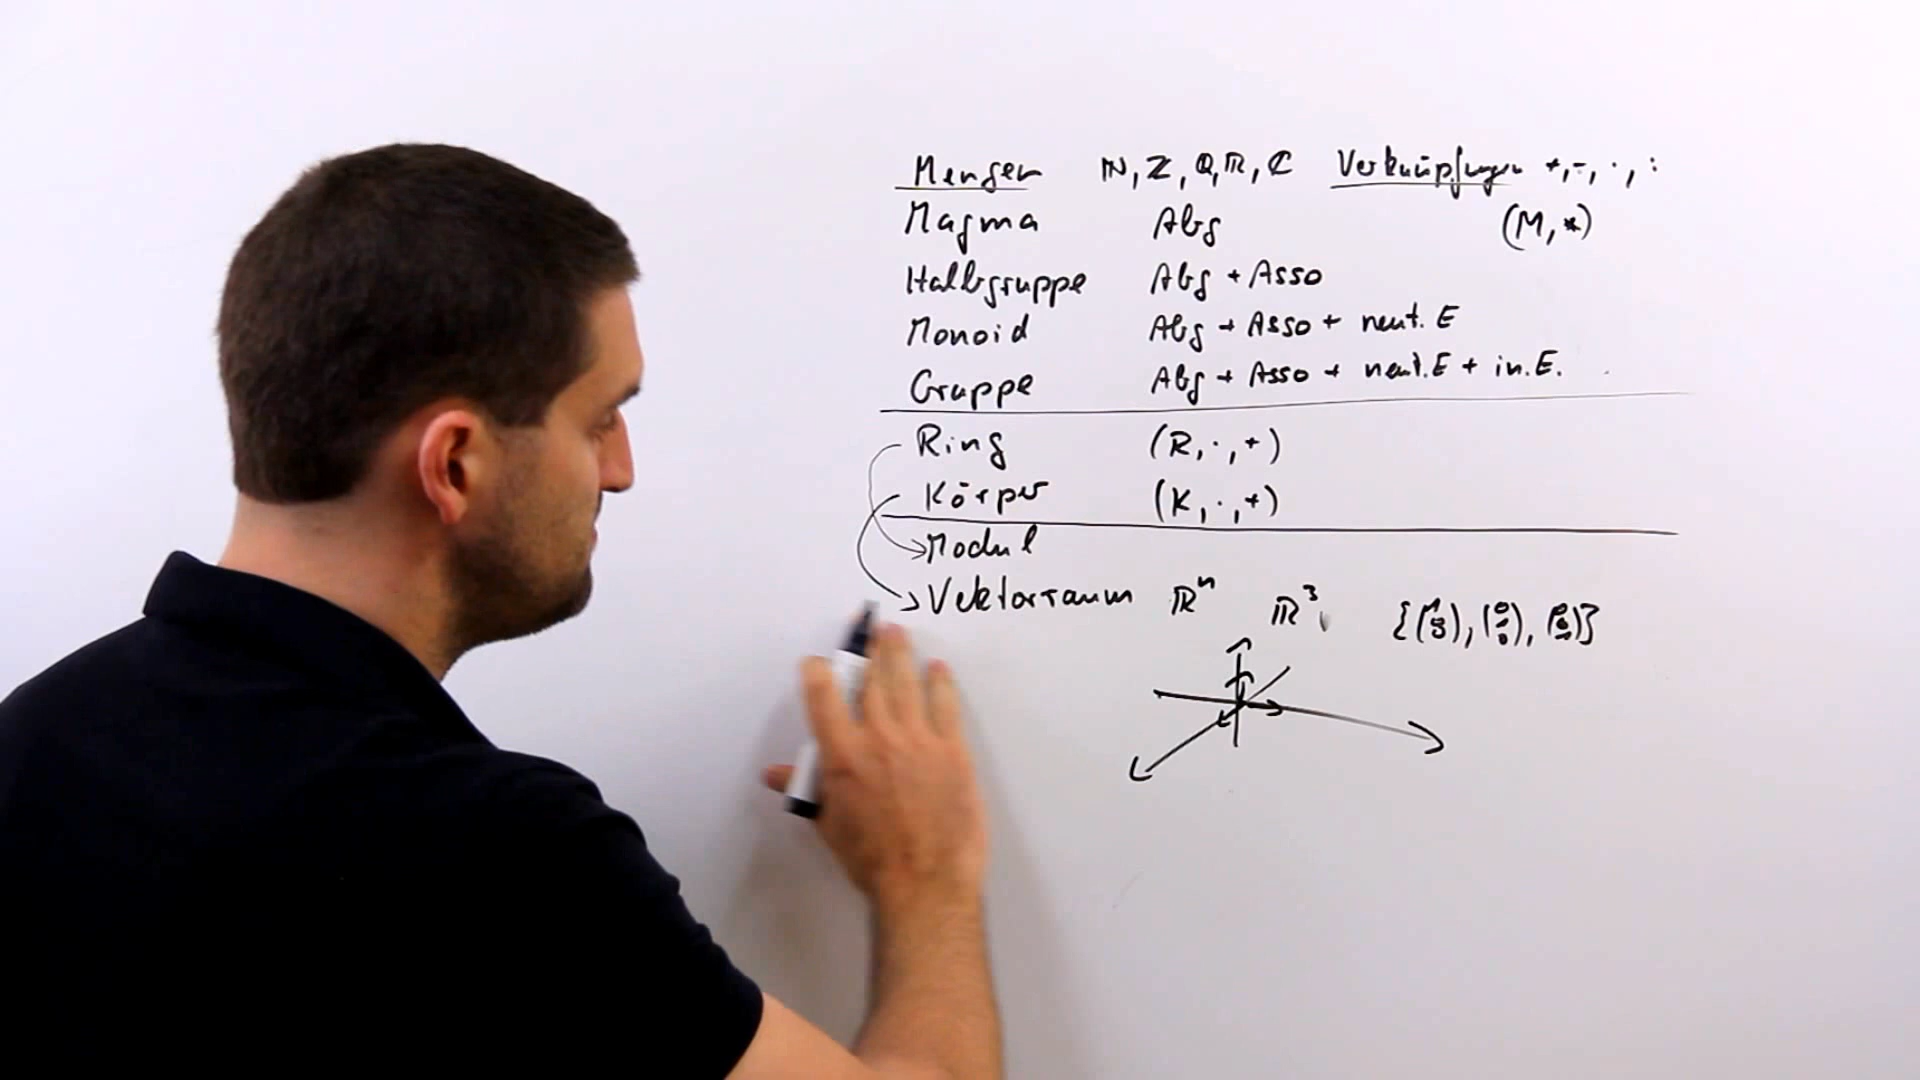 Mengen ℕ, ℤ, ℚ, ℝ, ℂ Verknüpfungen +, -, ·, :
Magma Abg (M, *)
Halbgruppe Abg + Asso
Monoid Abg + Asso + neut. E
Gruppe Abg + Asso + neut. E + in. E.
Ring (R, ·, +)
Körper (K, ·, +)
Modul
Vektorraum ℝⁿ ℝ³